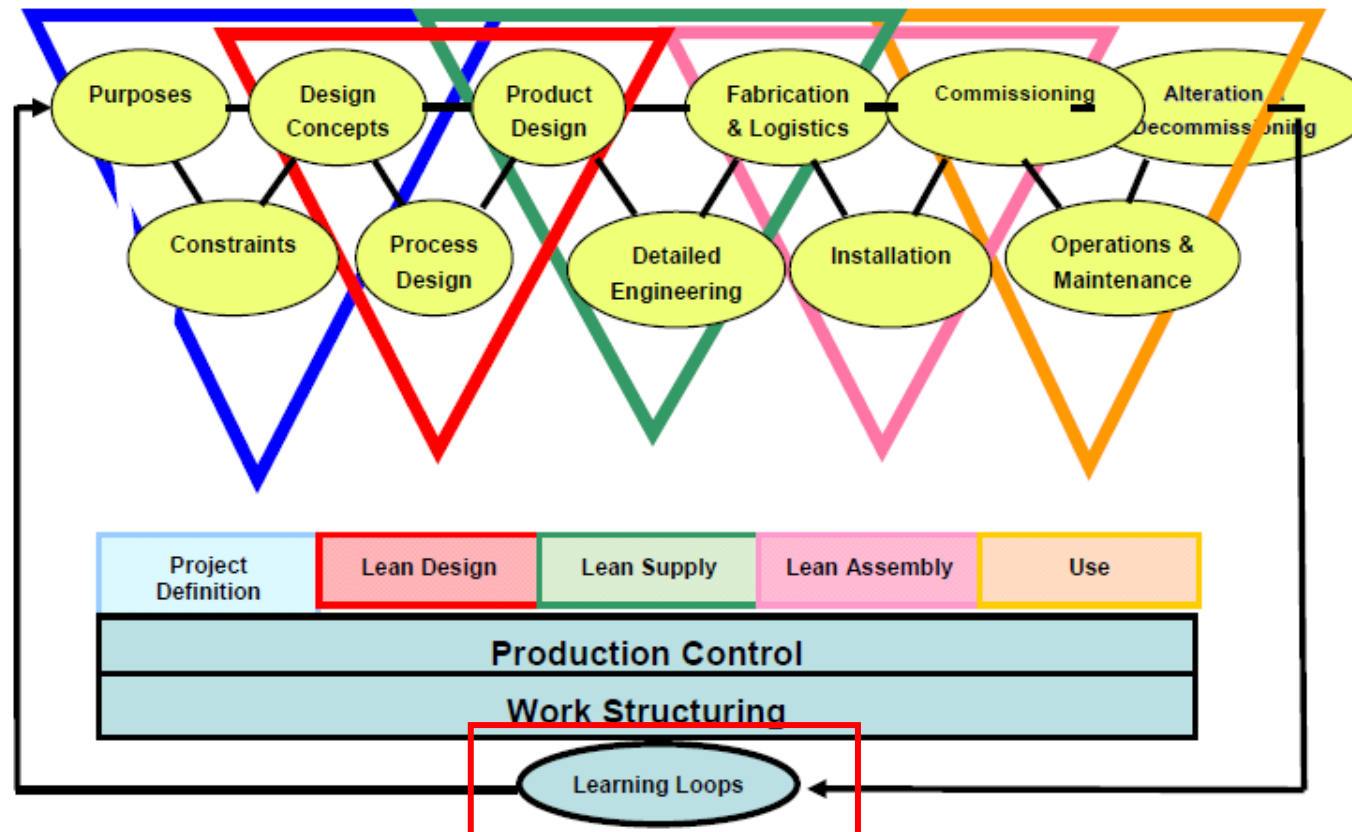 Purposes
Design
Concepts
Product
Design
Fabrication
& Logistics
Commissioning
Alteration
Decommissioning
Constraints
Process
Design
Detailed
Engineering
Installation
Operations &
Maintenance
Project
Definition
Lean Design
Lean Supply
Lean Assembly
Use
Production Control
Work Structuring
Learning Loops